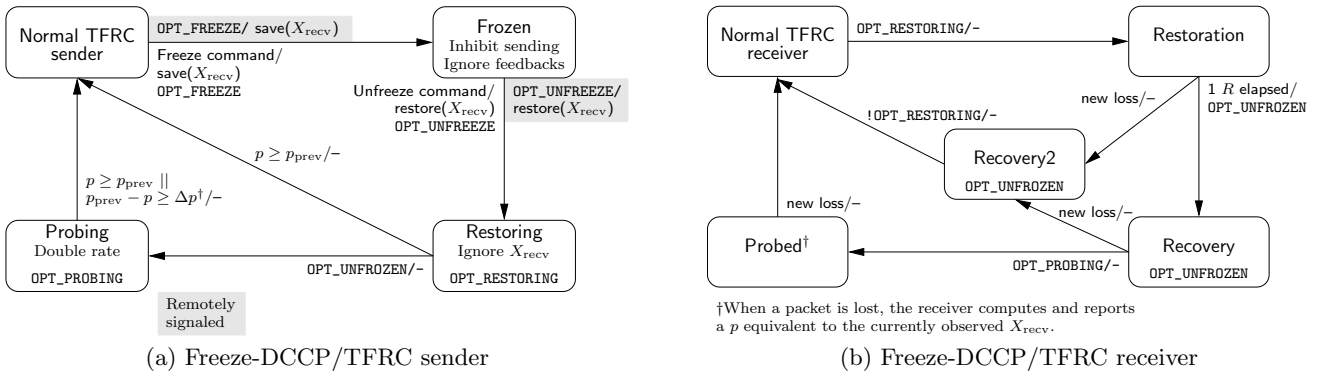 Normal TFRC
sender
OPT_FREEZE/ save(X_recv)
Freeze command/
save(X_recv)
OPT_FREEZE
Frozen
Inhibit sending
Ignore feedbacks
Unfreeze command/
restore(X_recv)
OPT_UNFREEZE
OPT_UNFREEZE/
restore(X_recv)
p ≥ p_prev/–
p ≥ p_prev ||
p_prev − p ≥ Δp†/–
Probing
Double rate
OPT_PROBING
OPT_UNFROZEN/–
Restoring
Ignore X_recv
OPT_RESTORING
Remotely
signaled
(a) Freeze-DCCP/TFRC sender
Normal TFRC
receiver
OPT_RESTORING/–
Restoration
new loss/–
1 R elapsed/
OPT_UNFROZEN
!OPT_RESTORING/–
Recovery2
OPT_UNFROZEN
new loss/–
new loss/–
Probed†
OPT_PROBING/–
Recovery
OPT_UNFROZEN
†When a packet is lost, the receiver computes and reports
a p equivalent to the currently observed X_recv.
(b) Freeze-DCCP/TFRC receiver